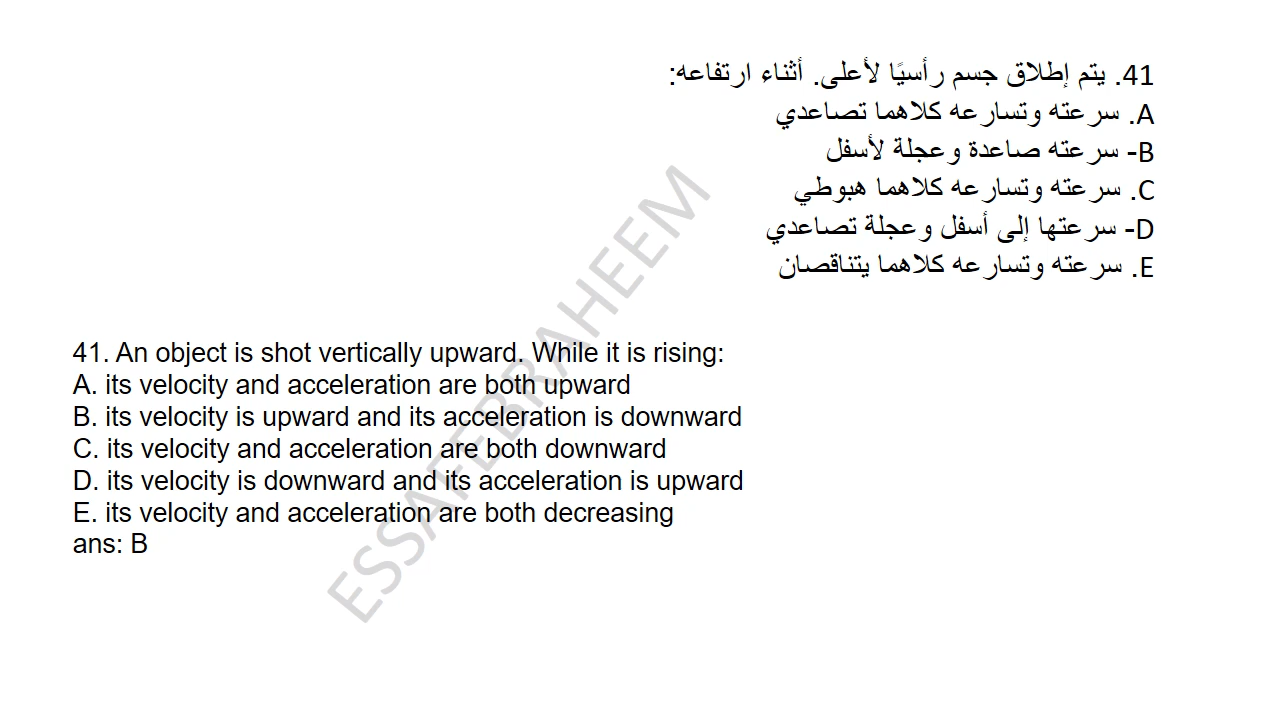 41. يتم إطلاق جسم رأسيًا لأعلى. أثناء ارتفاعه:
A. سرعته وتسارعه كلاهما تصاعدي
B- سرعته صاعدة وعجلة لأسفل
C. سرعته وتسارعه كلاهما هبوطي
D- سرعتها إلى أسفل وعجلة تصاعدي
E. سرعته وتسارعه كلاهما يتناقصان
41. An object is shot vertically upward. While it is rising:
A. its velocity and acceleration are both upward
B. its velocity is upward and its acceleration is downward
C. its velocity and acceleration are both downward
D. its velocity is downward and its acceleration is upward
E. its velocity and acceleration are both decreasing
ans: B
ESSAFEBRAHEEM